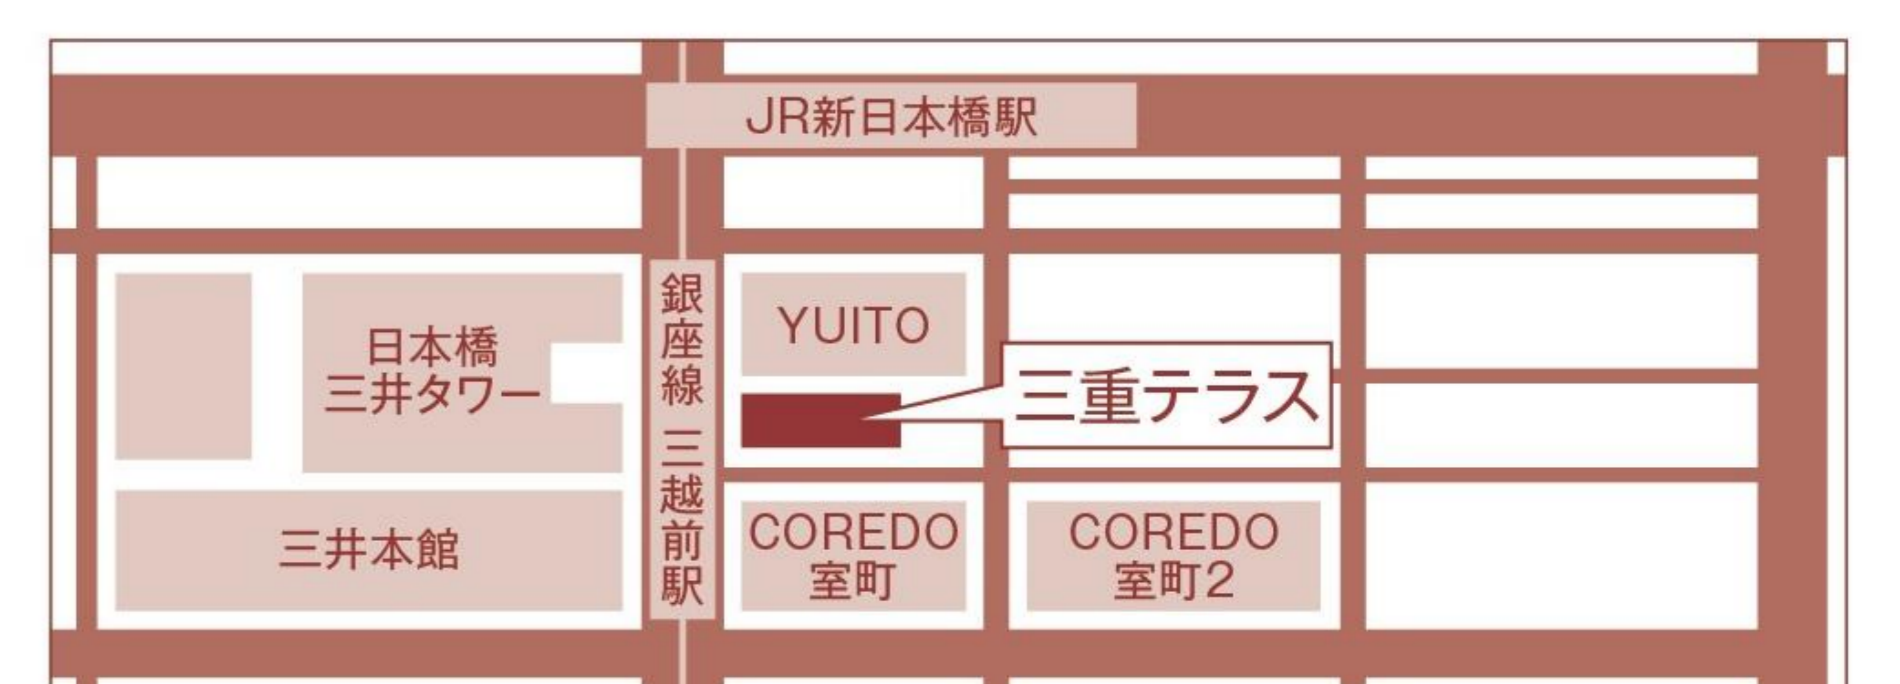 JR新日本橋駅
銀座線 三越前駅
YUITO
日本橋
三井タワー
三重テラス
三井本館
COREDO
室町
COREDO
室町2